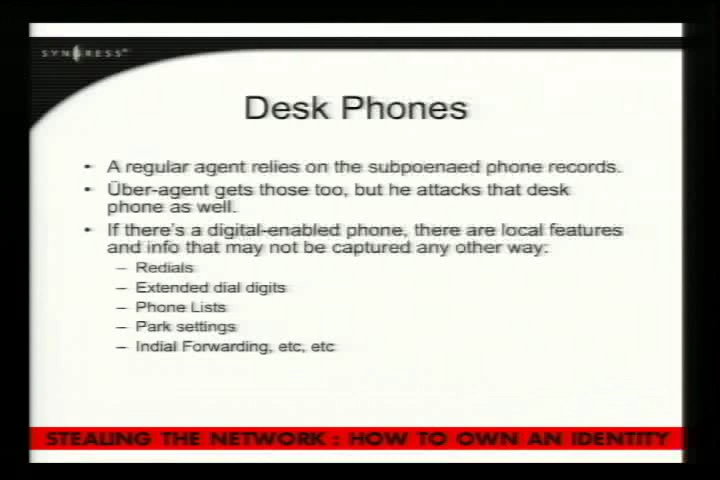 SYNGRESS
Desk Phones
• A regular agent relies on the subpoenaed phone records.
• Über-agent gets those too, but he attacks that desk
phone as well.
• If there's a digital-enabled phone, there are local features
and info that may not be captured any other way:
– Redials
– Extended dial digits
– Phone Lists
– Park settings
– Indial Forwarding, etc, etc
STEALING THE NETWORK : HOW TO OWN AN IDENTITY